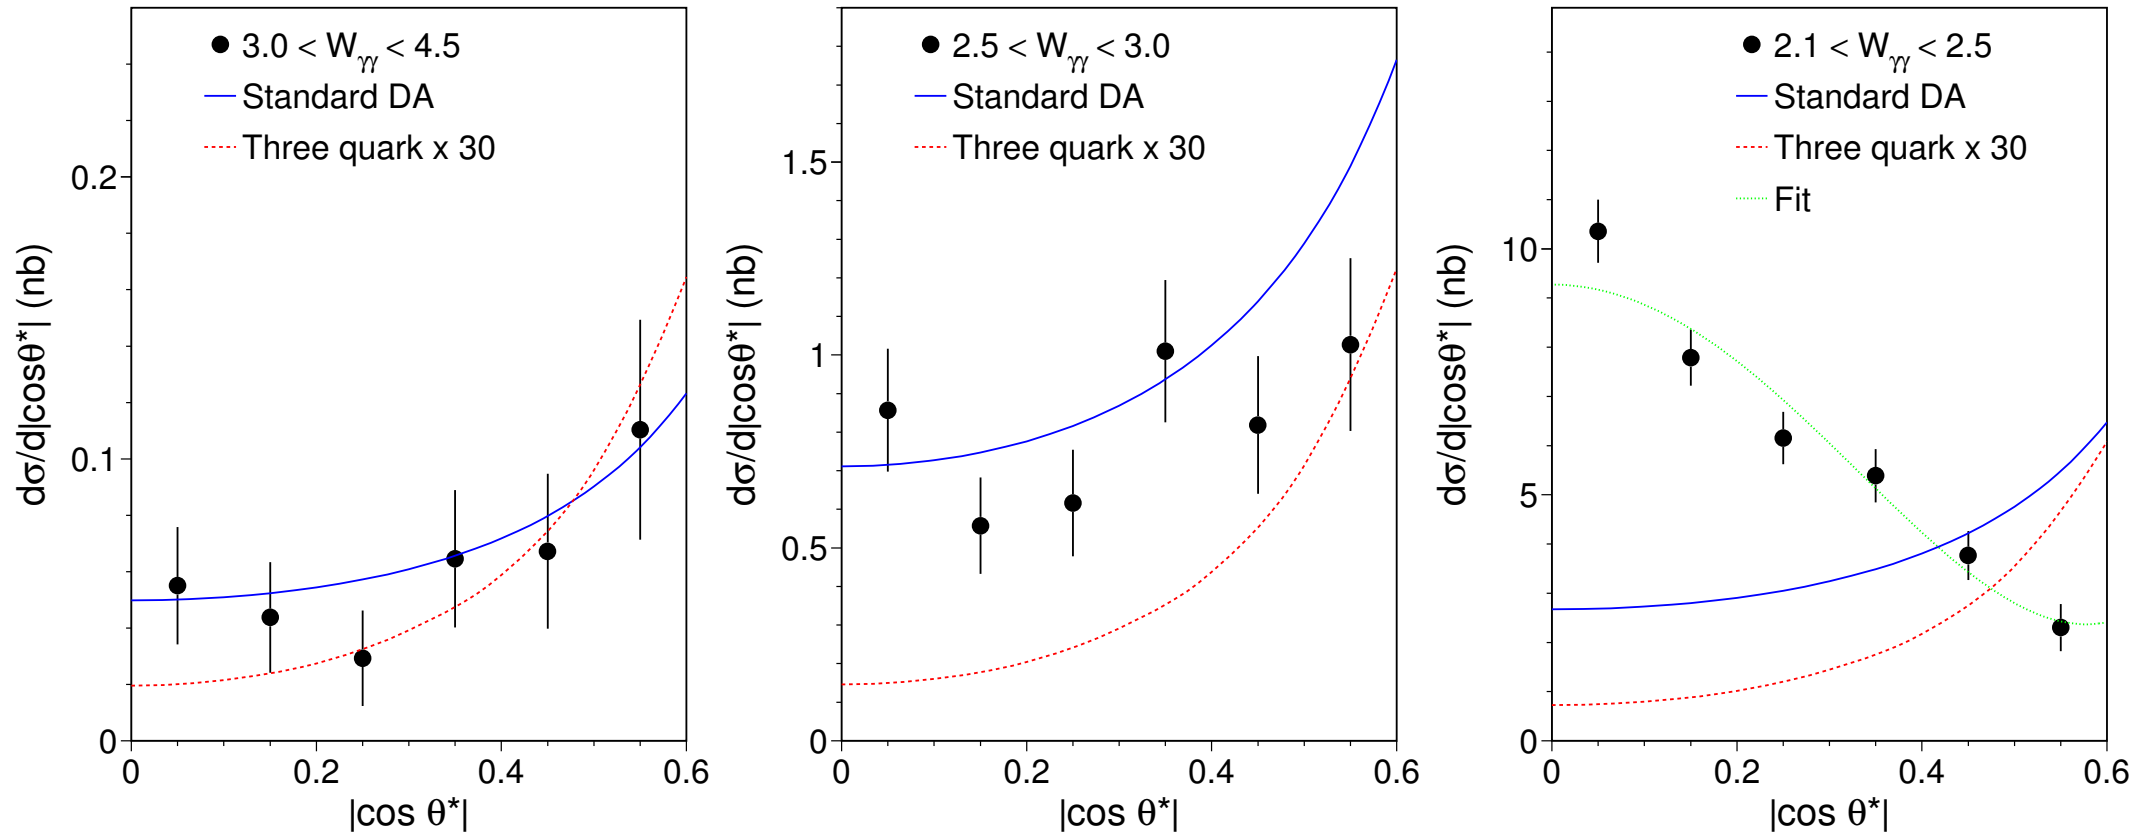 3.0 < Wγγ < 4.5
Standard DA
Three quark x 30
0.2
0.1
0
0 0.2 0.4 0.6
|cos θ*|
dσ/d|cosθ*| (nb)
2.5 < Wγγ < 3.0
Standard DA
Three quark x 30
1.5
1
0.5
0
0 0.2 0.4 0.6
|cos θ*|
dσ/d|cosθ*| (nb)
2.1 < Wγγ < 2.5
Standard DA
Three quark x 30
Fit
10
5
0
0 0.2 0.4 0.6
|cos θ*|
dσ/d|cosθ*| (nb)